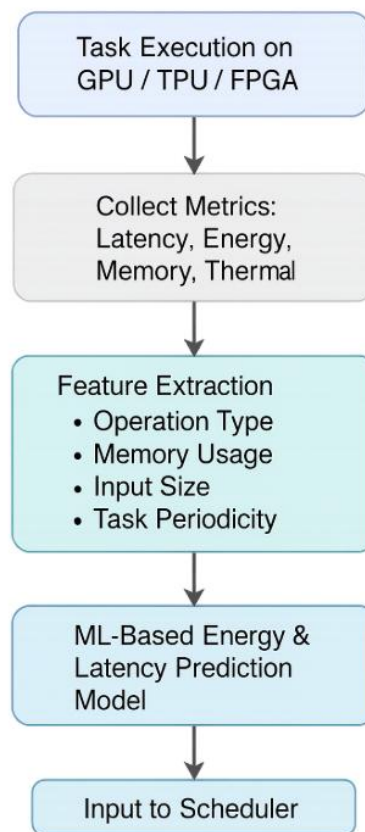 Task Execution on
GPU / TPU / FPGA
Collect Metrics:
Latency, Energy,
Memory, Thermal
Feature Extraction
• Operation Type
• Memory Usage
• Input Size
• Task Periodicity
ML-Based Energy &
Latency Prediction
Model
Input to Scheduler